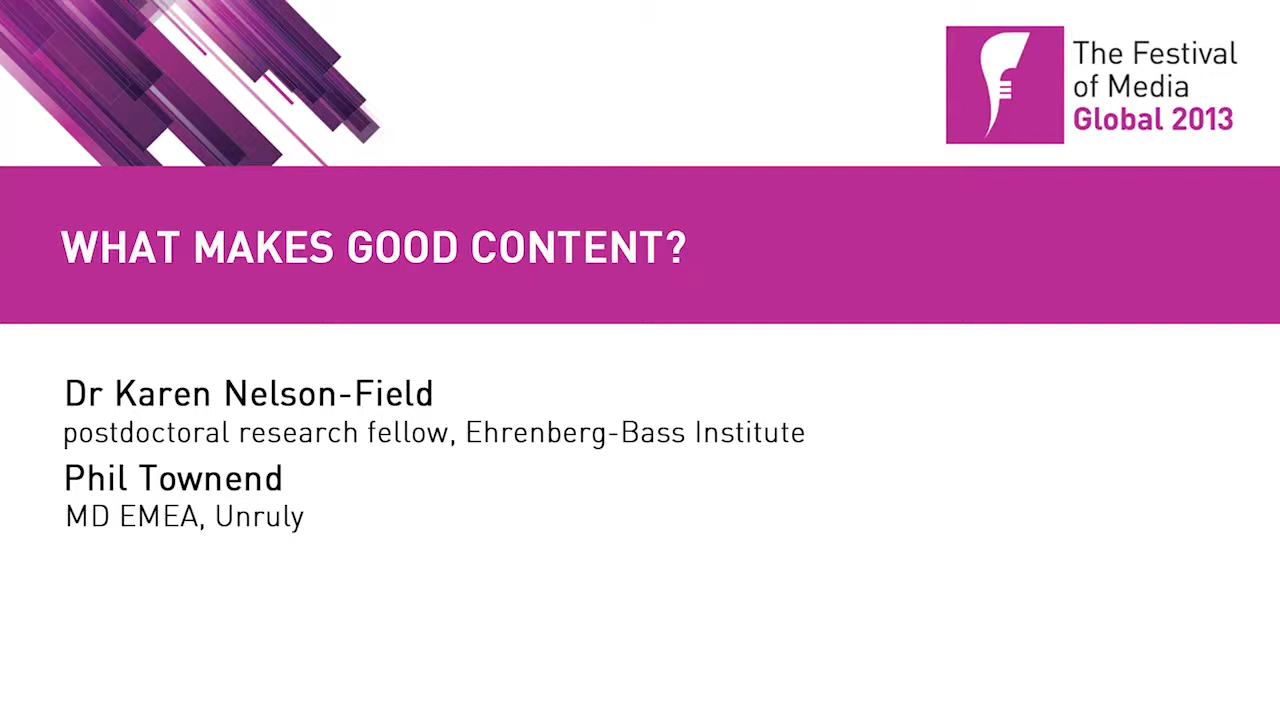 The Festival
of Media
Global 2013
WHAT MAKES GOOD CONTENT?
Dr Karen Nelson-Field
postdoctoral research fellow, Ehrenberg-Bass Institute
Phil Townend
MD EMEA, Unruly